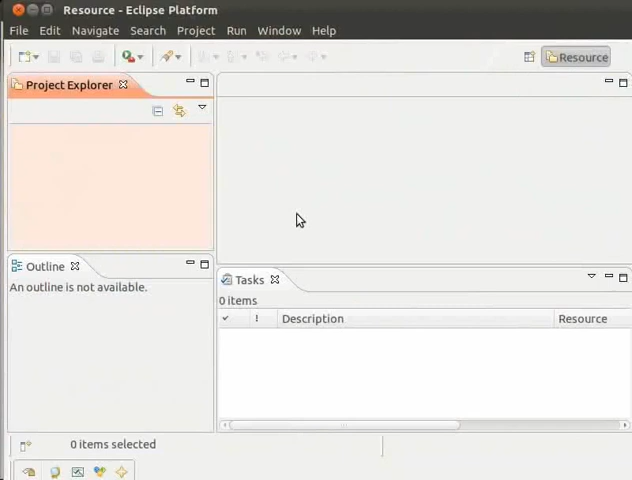 Resource - Eclipse Platform
File Edit Navigate Search Project Run Window Help
Resource
Project Explorer
Outline
An outline is not available.
Tasks
0 items
! Description Resource
0 items selected